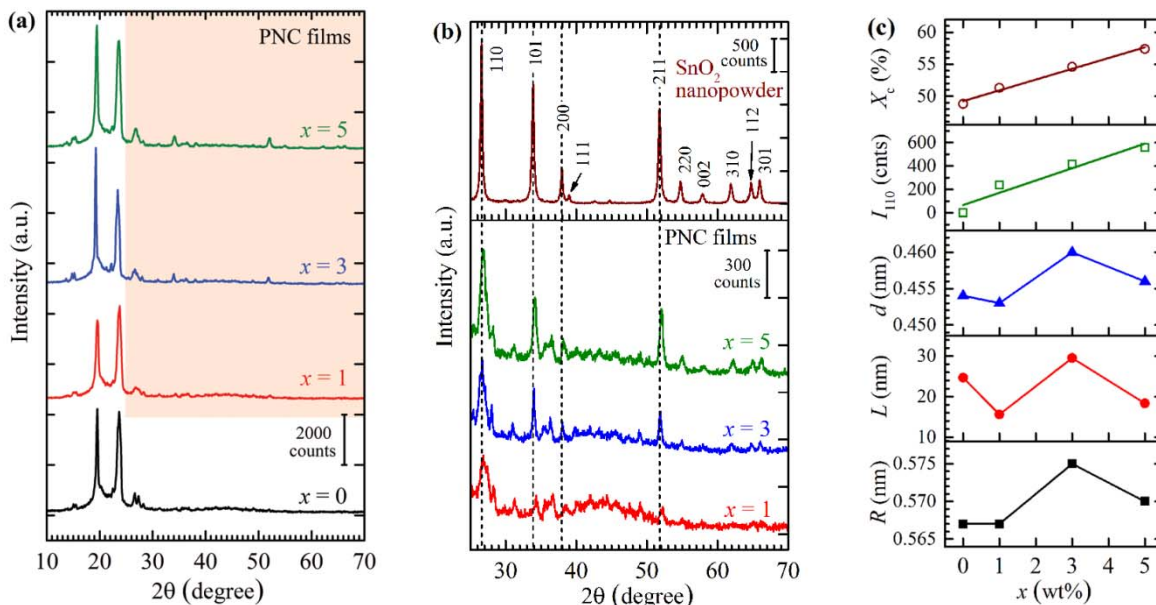 (a)
PNC films
x = 5
x = 3
x = 1
2000
counts
x = 0
Intensity (a.u.)
10 20 30 40 50 60 70
2θ (degree)
(b)
110
101
200
111
211
220
002
310
112
301
500
counts
SnO₂
nanopowder
PNC films
300
counts
x = 5
x = 3
x = 1
Intensity (a.u.)
30 40 50 60 70
2θ (degree)
(c)
60
55
50
X_c (%)
600
400
200
0
I₁₁₀ (cnts)
0.460
0.455
0.450
d (nm)
30
20
10
L (nm)
0.575
0.570
0.565
R (nm)
0 1 2 3 4 5
x (wt%)